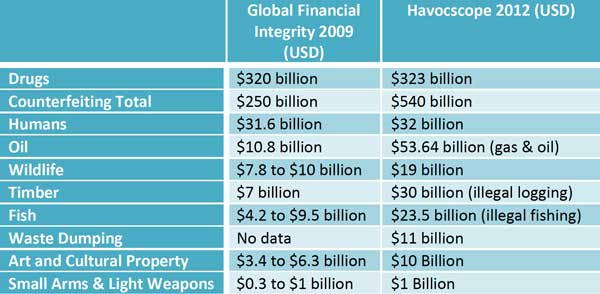 Global Financial Integrity 2009 (USD) Havocscope 2012 (USD)
Drugs $320 billion $323 billion
Counterfeiting Total $250 billion $540 billion
Humans $31.6 billion $32 billion
Oil $10.8 billion $53.64 billion (gas & oil)
Wildlife $7.8 to $10 billion $19 billion
Timber $7 billion $30 billion (illegal logging)
Fish $4.2 to $9.5 billion $23.5 billion (illegal fishing)
Waste Dumping No data $11 billion
Art and Cultural Property $3.4 to $6.3 billion $10 Billion
Small Arms & Light Weapons $0.3 to $1 billion $1 Billion